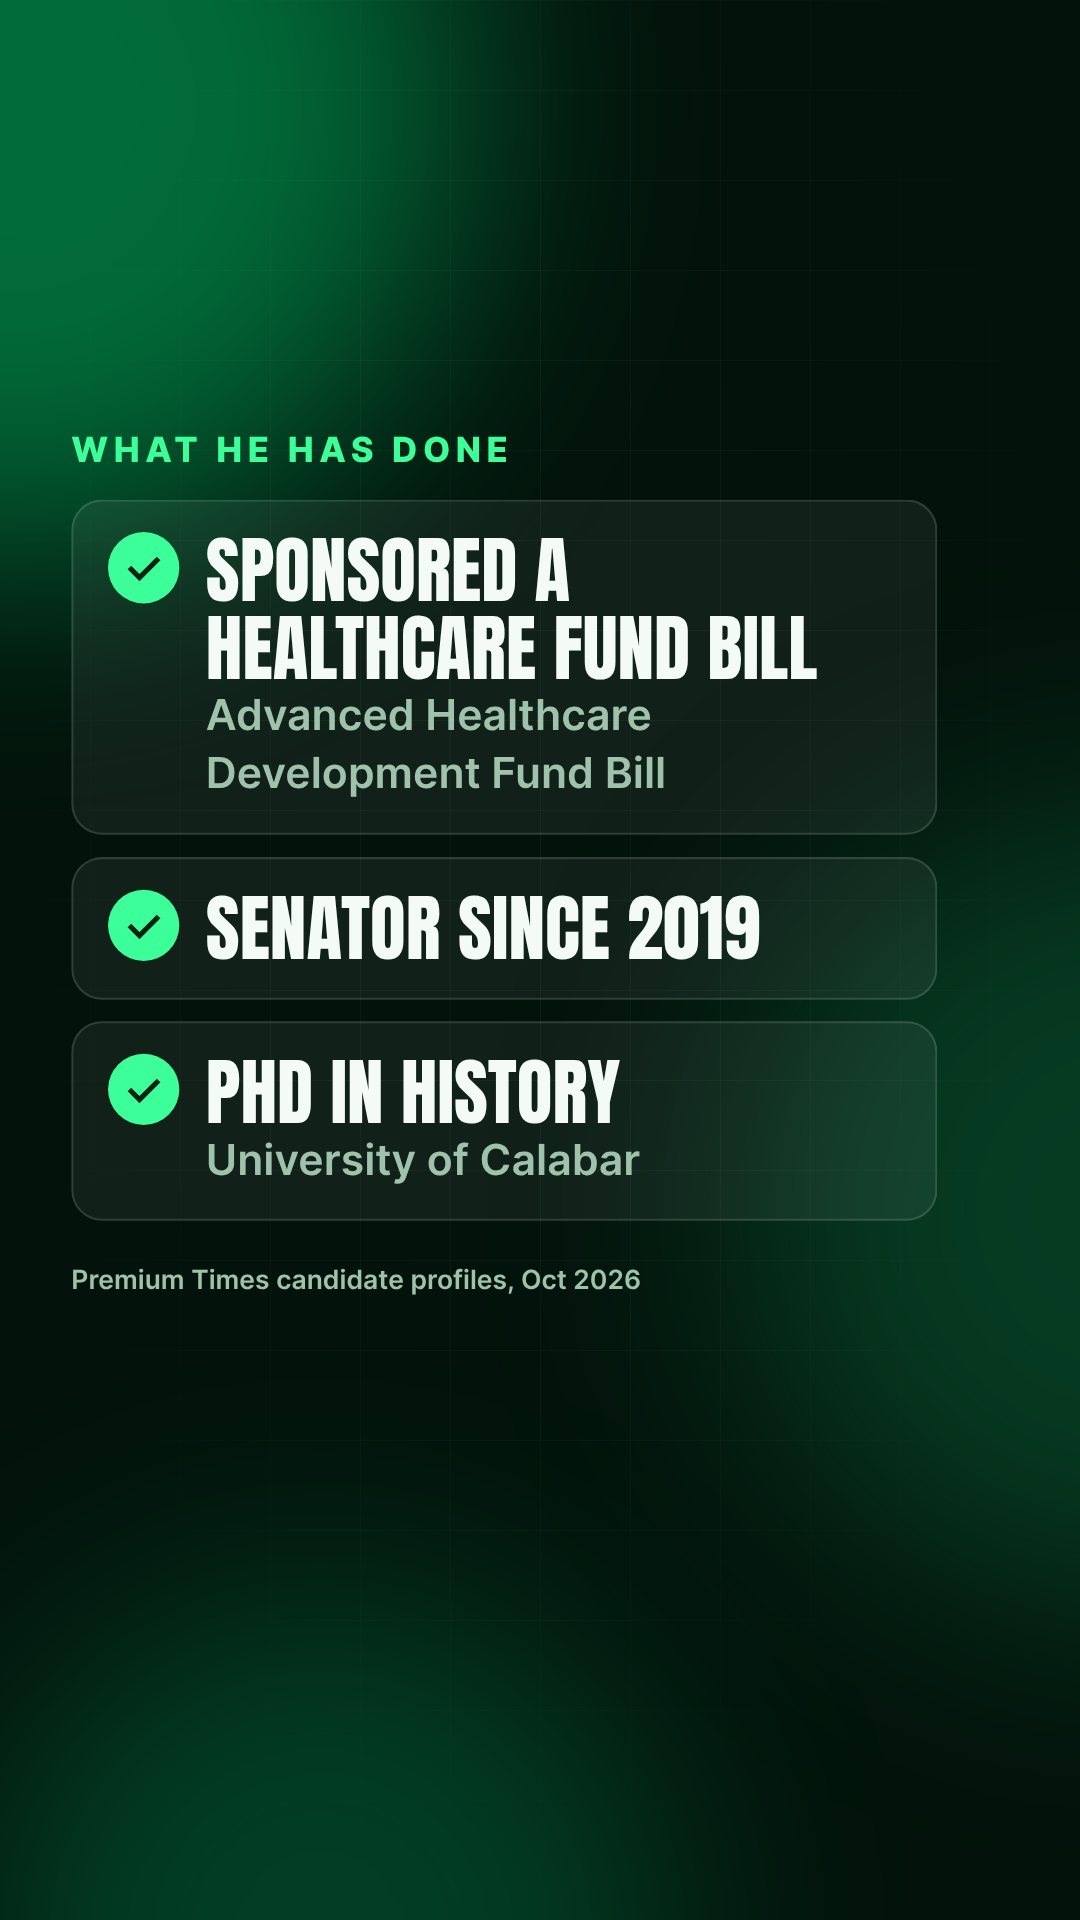 WHAT HE HAS DONE
SPONSORED A
HEALTHCARE FUND BILL
Advanced Healthcare
Development Fund Bill
SENATOR SINCE 2019
PHD IN HISTORY
University of Calabar
Premium Times candidate profiles, Oct 2026